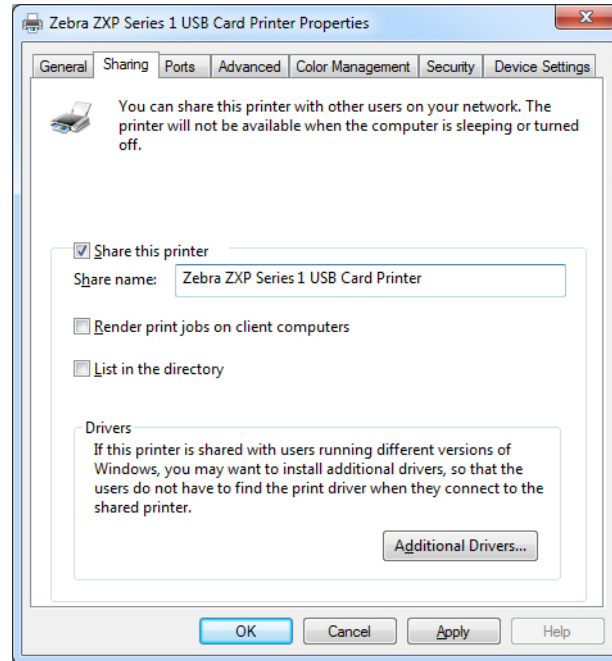 Zebra ZXP Series 1 USB Card Printer Properties
General Sharing Ports Advanced Color Management Security Device Settings
You can share this printer with other users on your network. The
printer will not be available when the computer is sleeping or turned
off.
Share this printer
Share name: Zebra ZXP Series 1 USB Card Printer
Render print jobs on client computers
List in the directory
Drivers
If this printer is shared with users running different versions of
Windows, you may want to install additional drivers, so that the
users do not have to find the print driver when they connect to the
shared printer.
Additional Drivers...
OK Cancel Apply Help